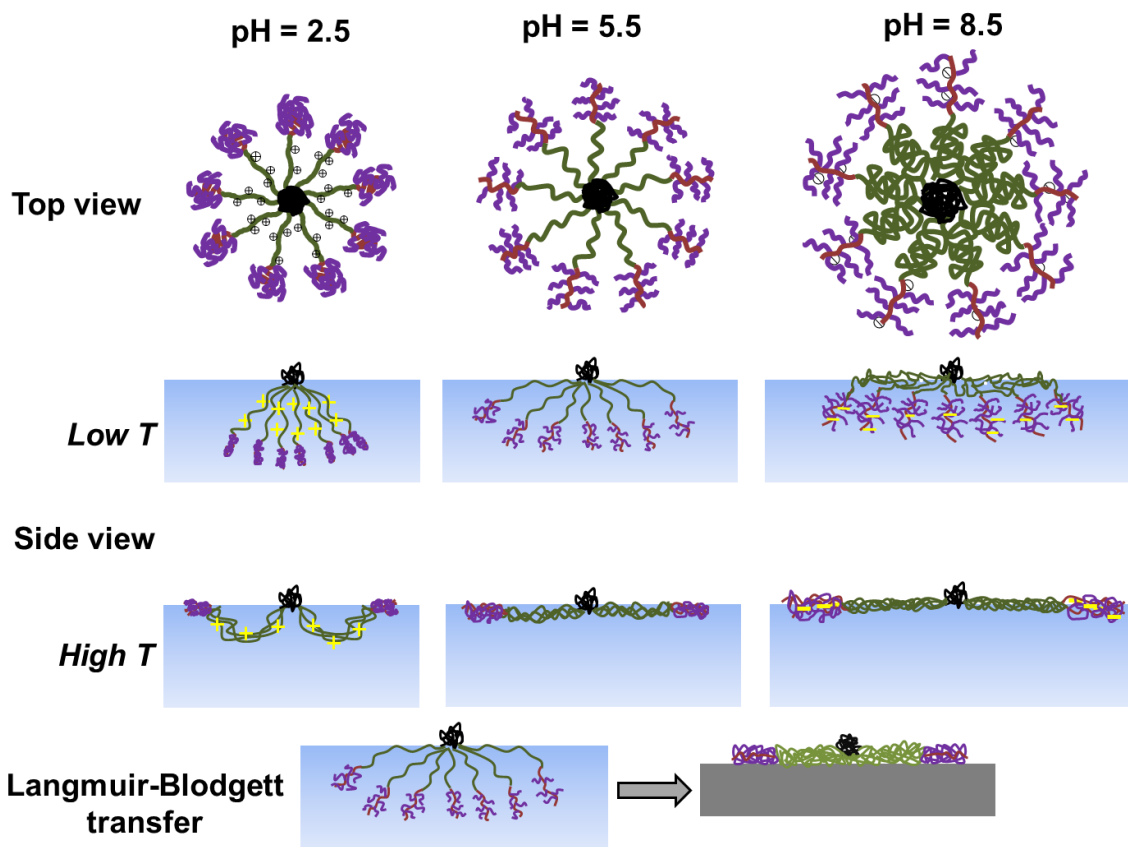 pH = 2.5
pH = 5.5
pH = 8.5
Top view
Low T
Side view
High T
Langmuir-Blodgett
transfer